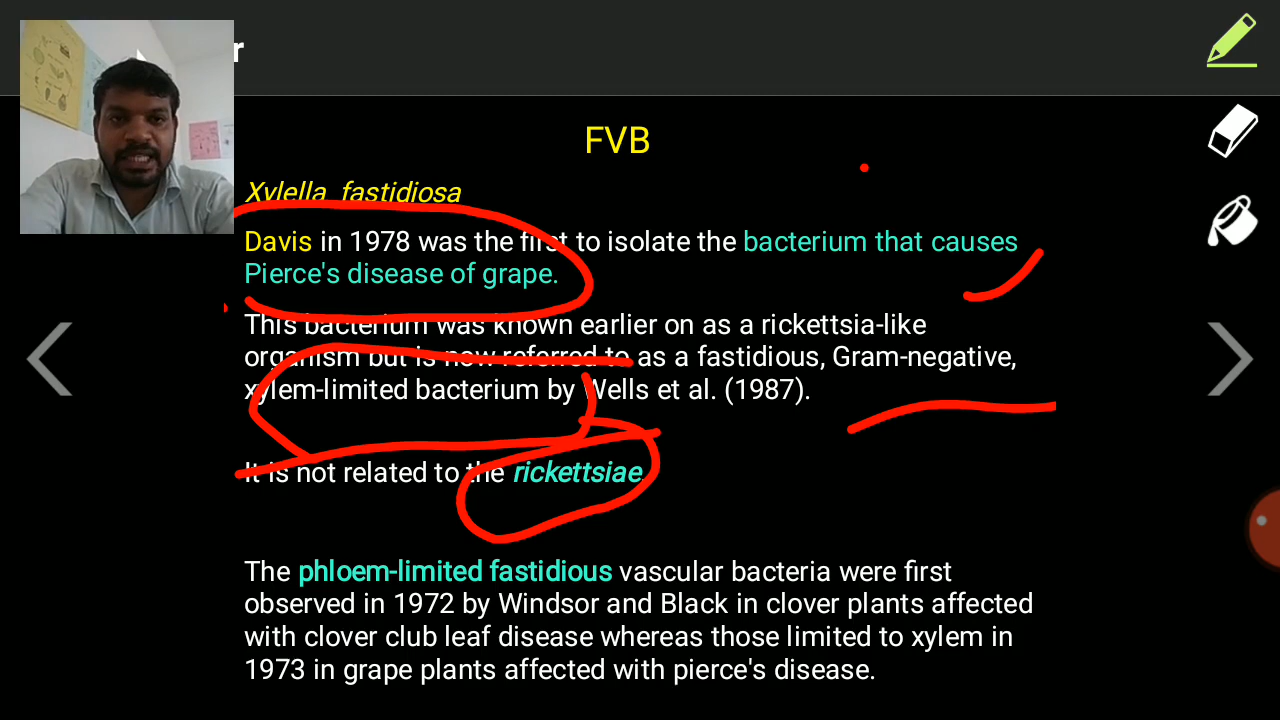 r
FVB
Xylella fastidiosa
Davis in 1978 was the first to isolate the bacterium that causes
Pierce's disease of grape.
This bacterium was known earlier on as a rickettsia-like
organism but is now referred to as a fastidious, Gram-negative,
xylem-limited bacterium by Wells et al. (1987).
It is not related to the rickettsiae.
The phloem-limited fastidious vascular bacteria were first
observed in 1972 by Windsor and Black in clover plants affected
with clover club leaf disease whereas those limited to xylem in
1973 in grape plants affected with pierce's disease.